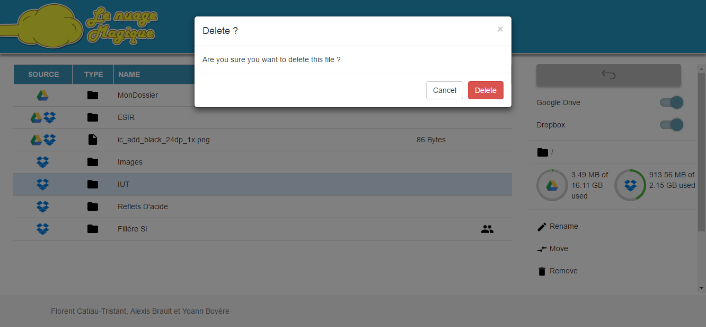 Le nuage
Magique
Delete ?
×
Are you sure you want to delete this file ?
Cancel
Delete
SOURCE TYPE NAME
MonDossier
ESIR
ic_add_black_24dp_1x.png 86 Bytes
Images
IUT
Reflets D'acide
Filière SI
Google Drive
Dropbox
/
3.49 MB of
16.11 GB
used
913.56 MB of
2.15 GB used
Rename
Move
Remove
Florent Catiau-Tristant, Alexis Brault et Yoann Boyère